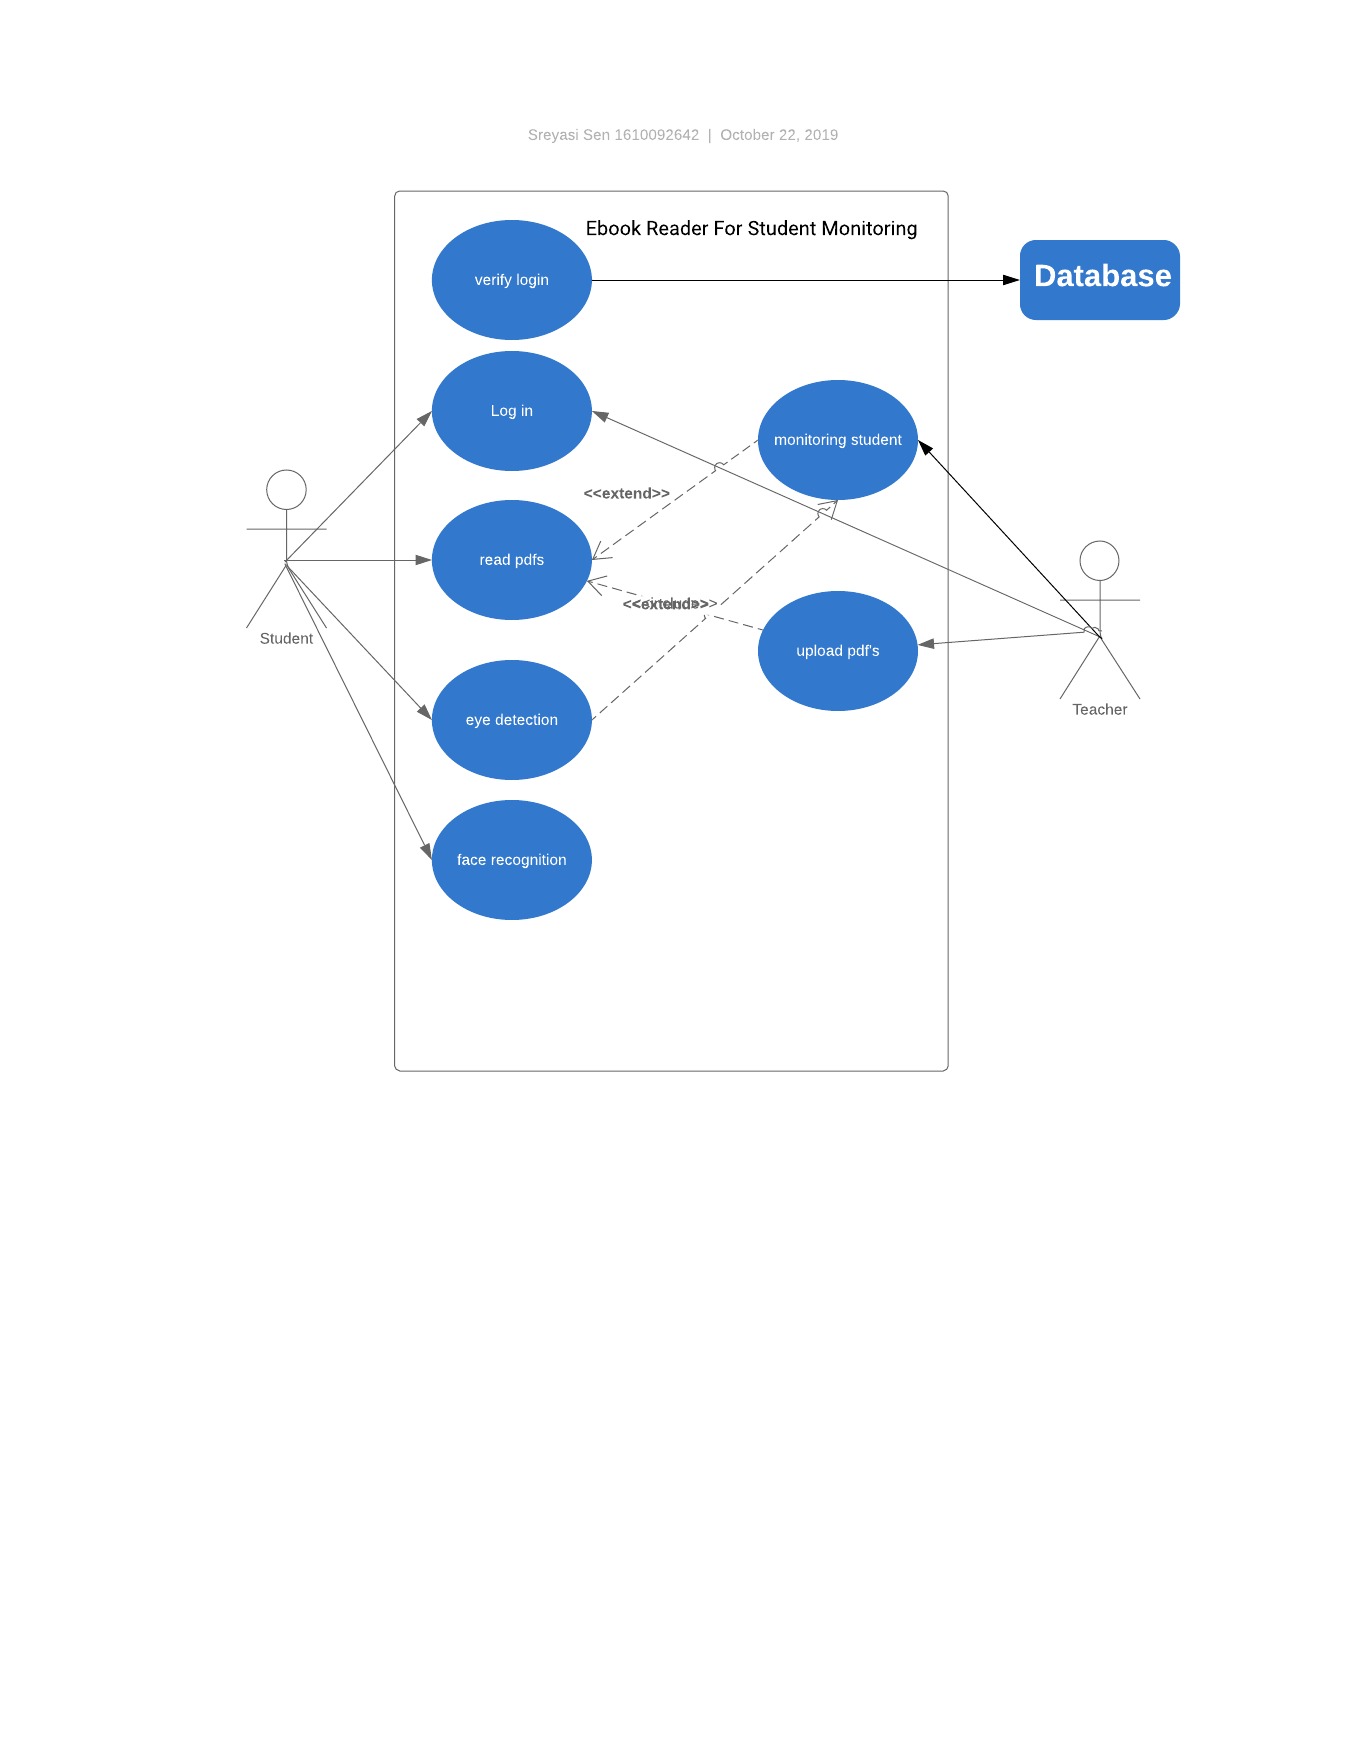 Sreyasi Sen 1610092642 | October 22, 2019
Ebook Reader For Student Monitoring
verify login
Database
Log in
monitoring student
<<extend>>
read pdfs
<<extend>>
upload pdf's
Student
Teacher
eye detection
face recognition